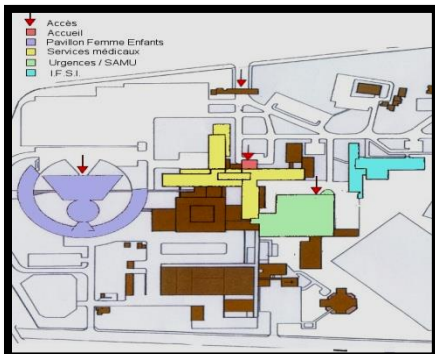 Accès
Accueil
Pavillon Femme Enfants
Services médicaux
Urgences / SAMU
I.F.S.I.